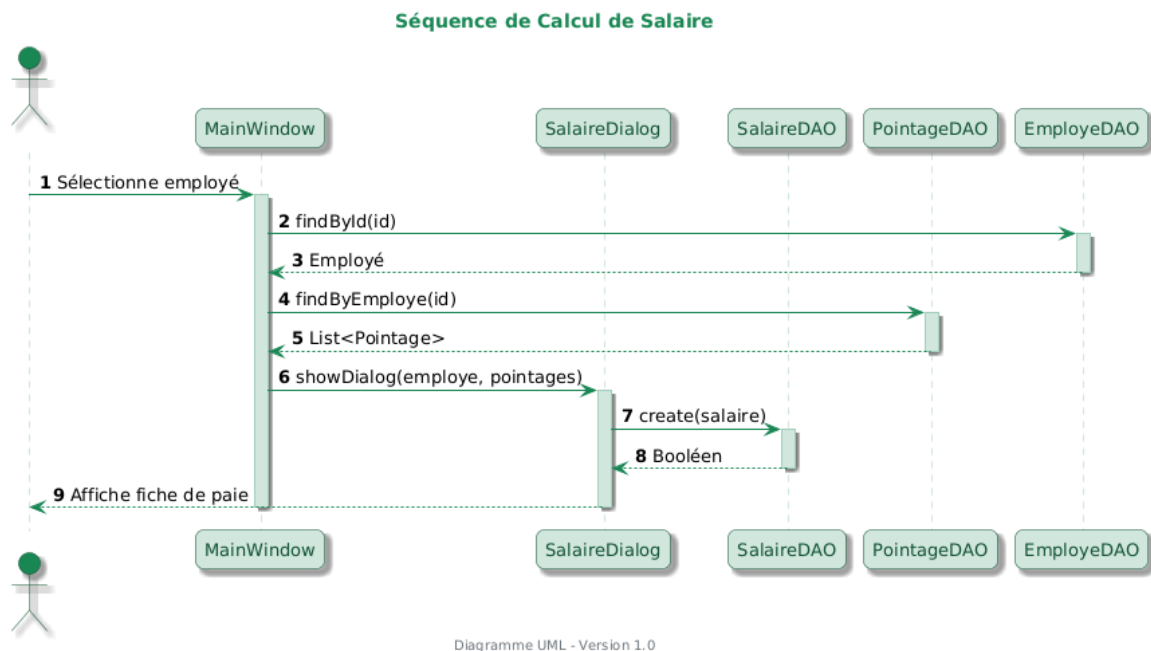 Séquence de Calcul de Salaire
MainWindow SalaireDialog SalaireDAO PointageDAO EmployeDAO
1 Sélectionne employé
2 findById(id)
3 Employé
4 findByEmploye(id)
5 List<Pointage>
6 showDialog(employe, pointages)
7 create(salaire)
8 Booléen
9 Affiche fiche de paie
MainWindow SalaireDialog SalaireDAO PointageDAO EmployeDAO
Diagramme UML - Version 1.0